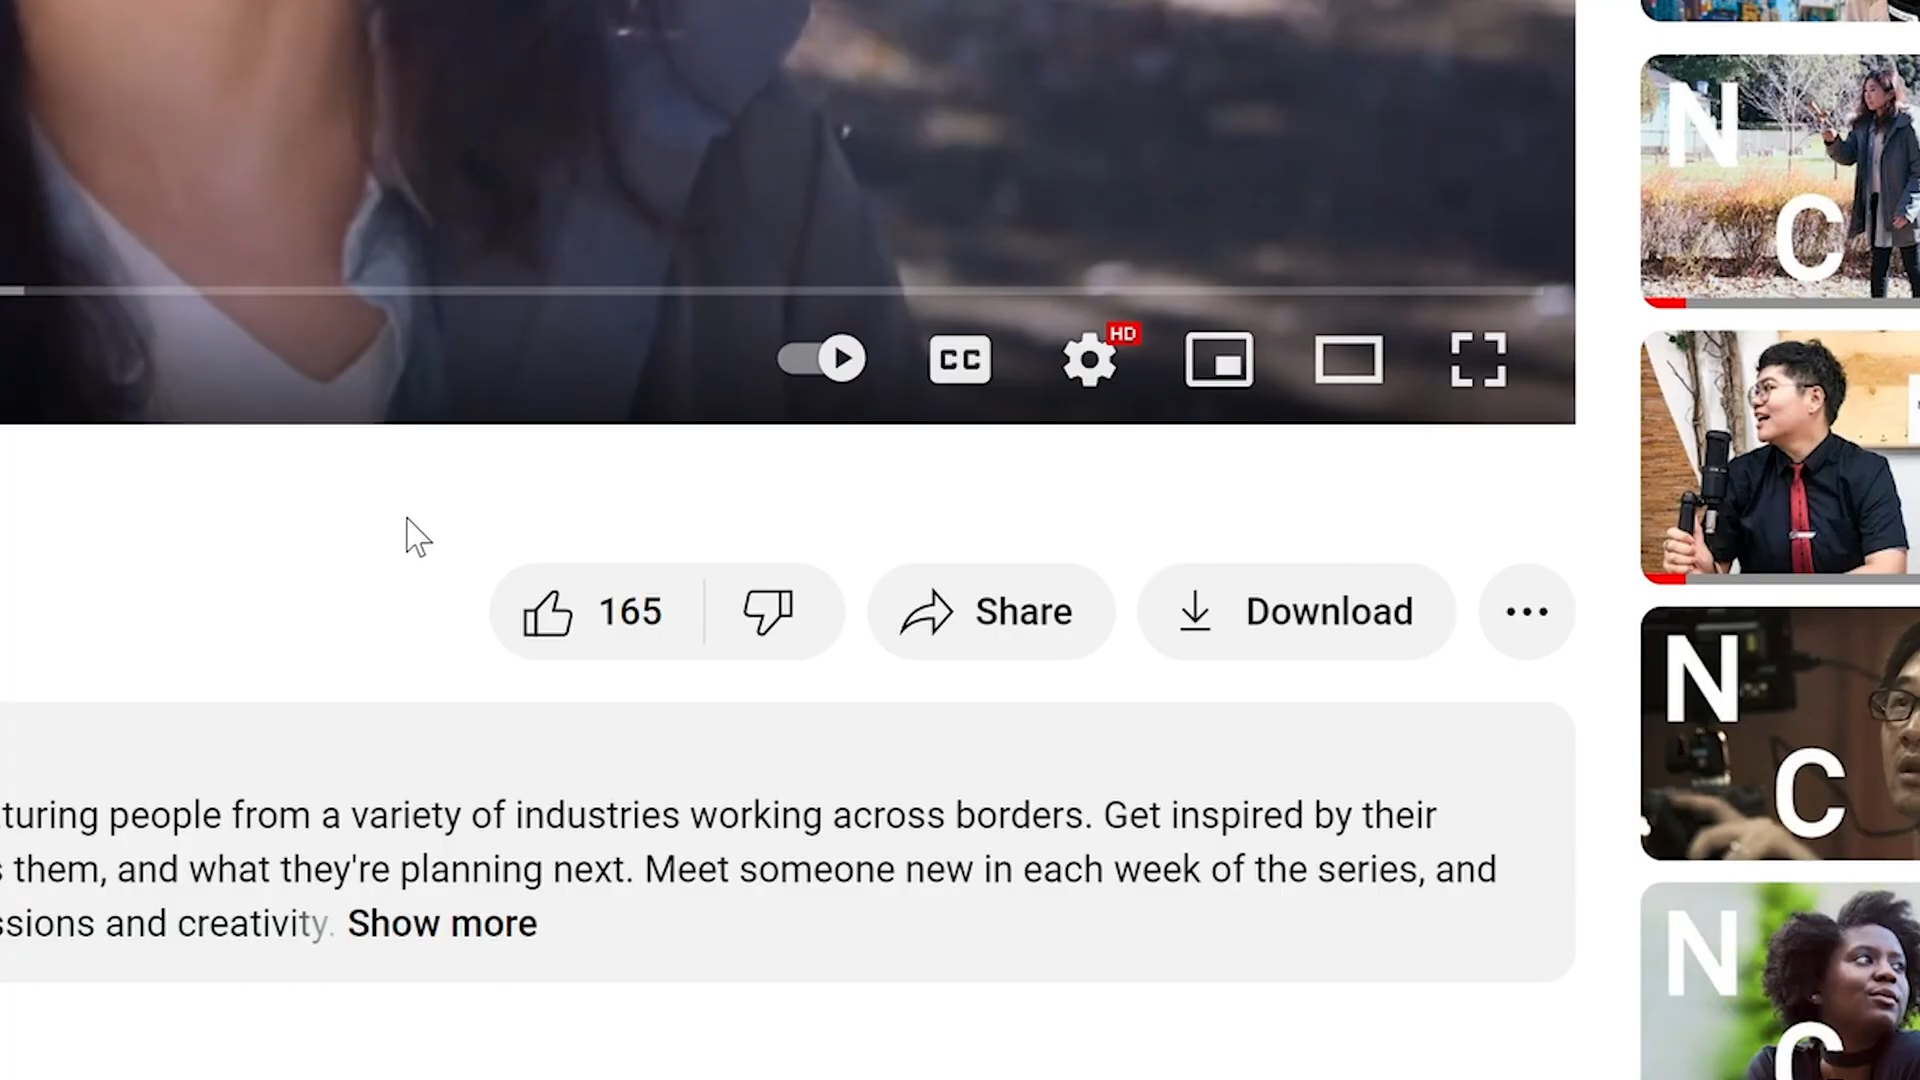 N
C
HD
CC
165
Share
Download
N
C
turing people from a variety of industries working across borders. Get inspired by their
s them, and what they're planning next. Meet someone new in each week of the series, and
ssions and creativity. Show more
N
C